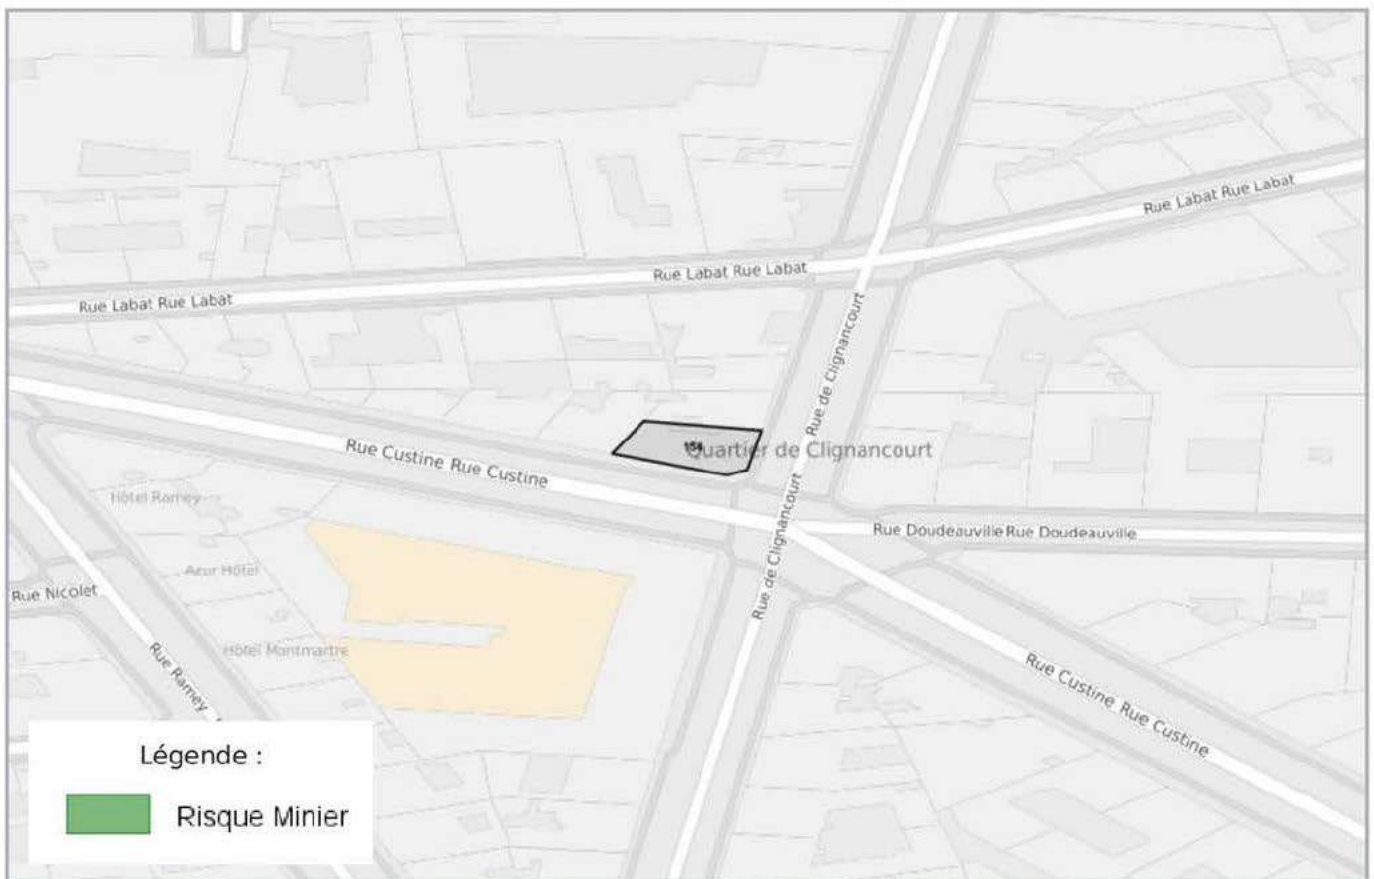 Rue Labat Rue Labat
Rue Labat Rue Labat
Rue Labat Rue Labat
Rue de Clignancourt
Rue Custine Rue Custine
Quartier de Clignancourt
Hôtel Ramey
Rue de Clignancourt
Rue Doudeauville Rue Doudeauville
Azur Hôtel
Rue Nicolet
Hôtel Montmartre
Rue Ramey
Rue Custine Rue Custine
Légende :
Risque Minier